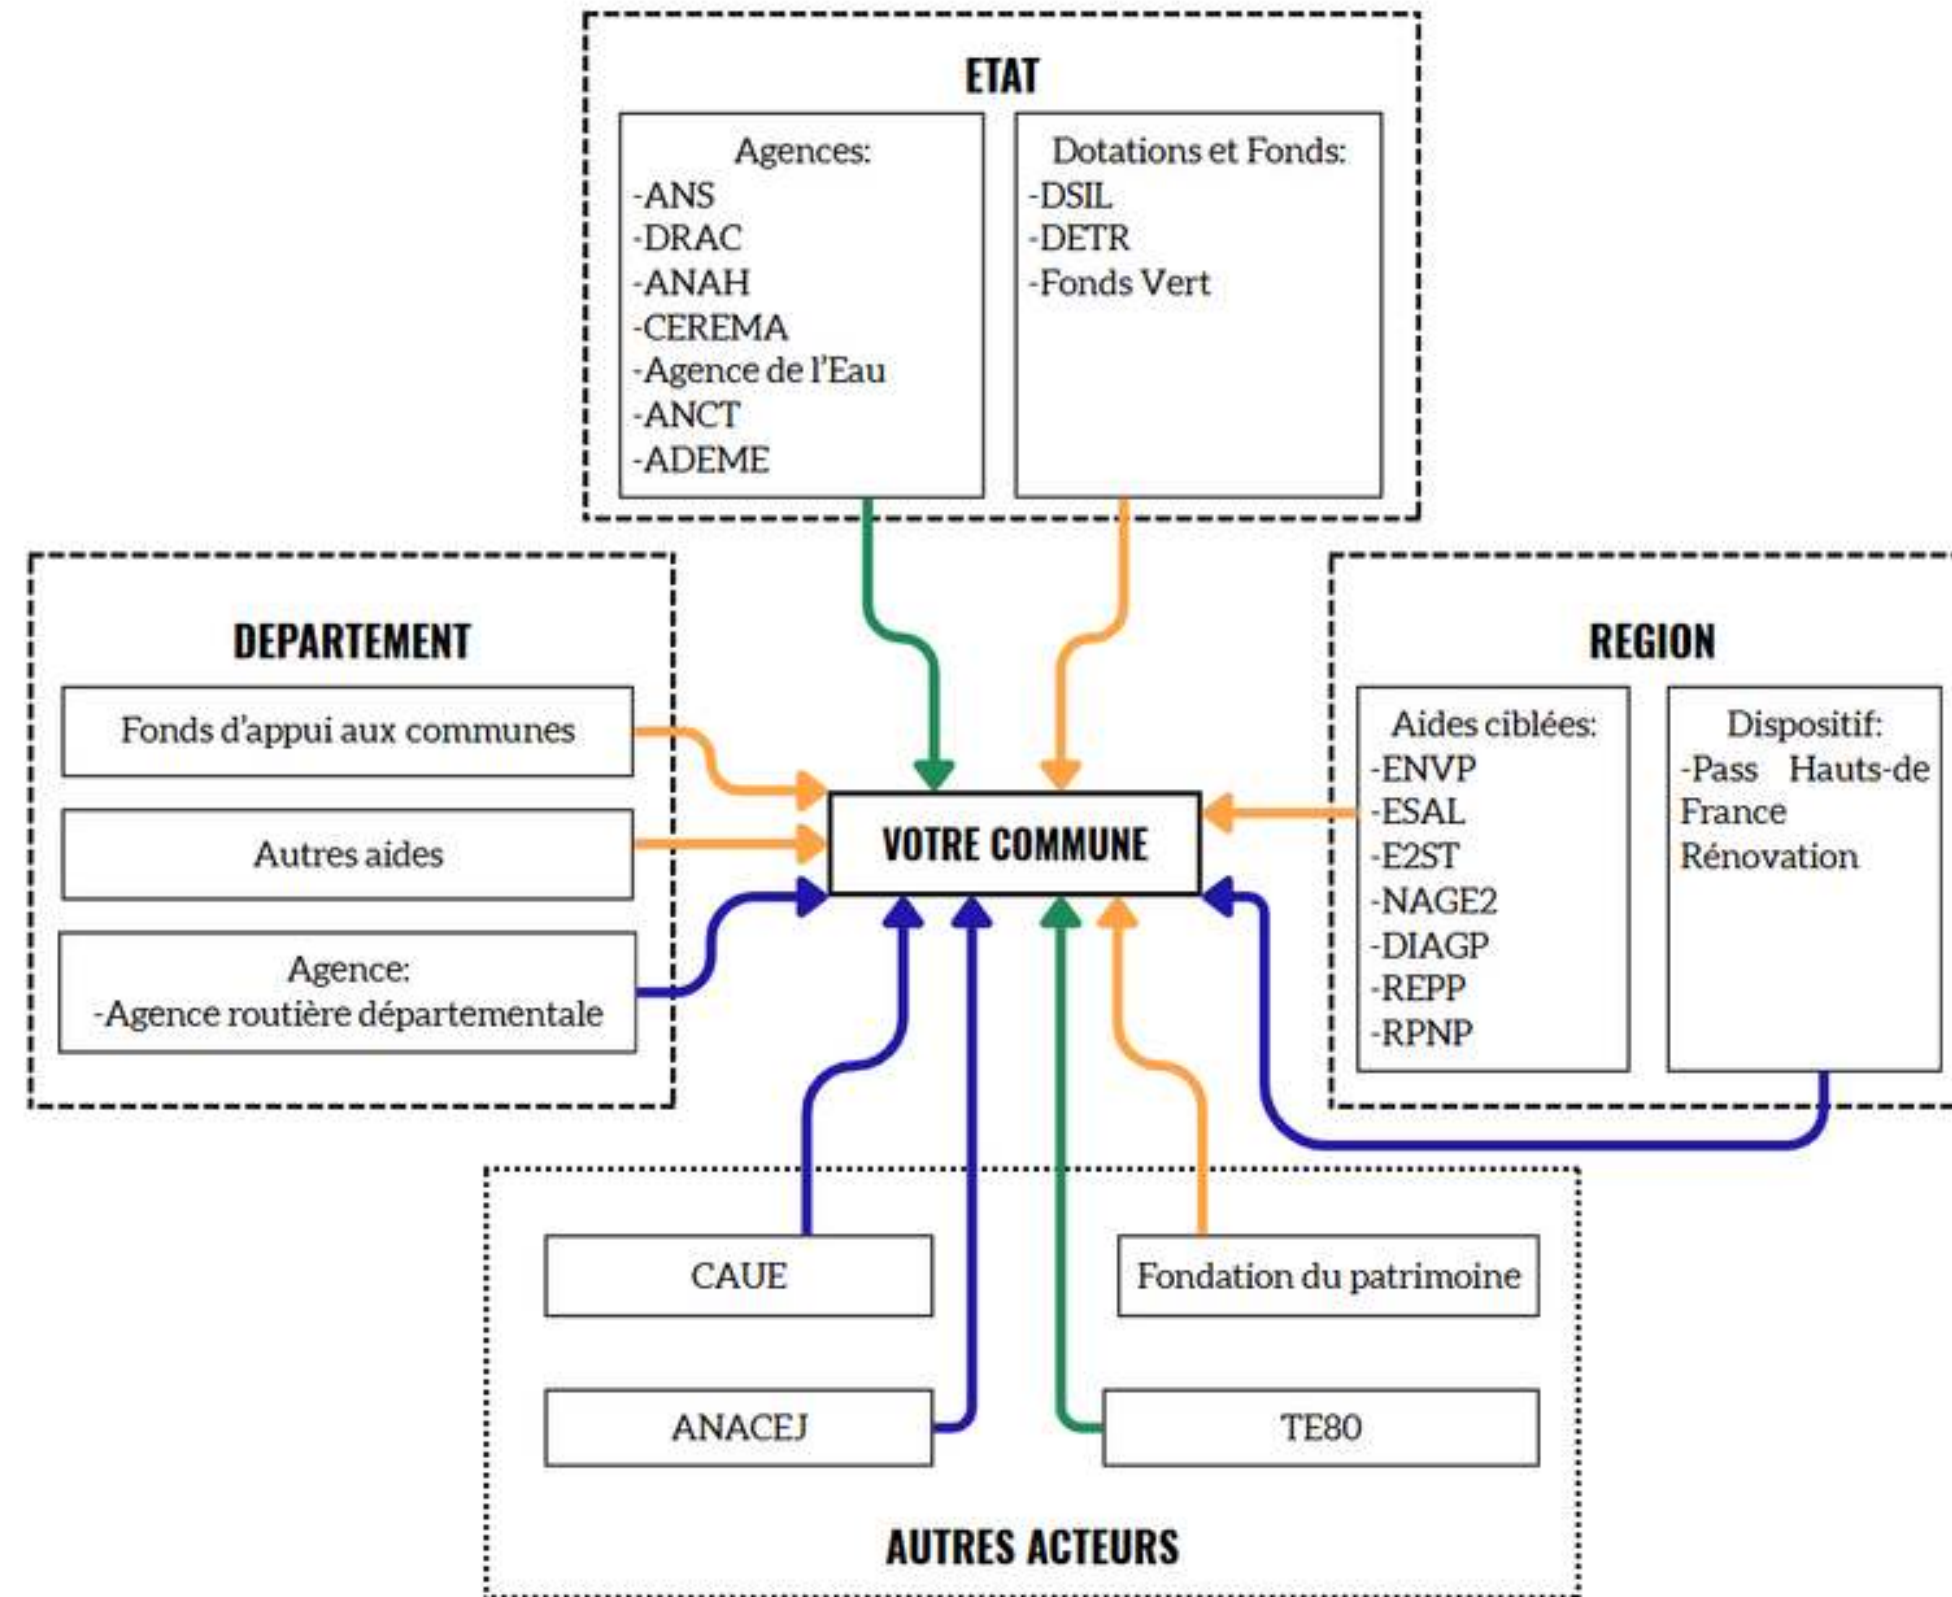 ETAT
Agences:
-ANS
-DRAC
-ANAH
-CEREMA
-Agence de l'Eau
-ANCT
-ADEME
Dotations et Fonds:
-DSIL
-DETR
-Fonds Vert
DEPARTEMENT
Fonds d'appui aux communes
Autres aides
Agence:
-Agence routière départementale
VOTRE COMMUNE
REGION
Aides ciblées:
-ENVP
-ESAL
-E2ST
-NAGE2
-DIAGP
-REPP
-RPNP
Dispositif:
-Pass Hauts-de
France
Rénovation
CAUE
Fondation du patrimoine
ANACEJ
TE80
AUTRES ACTEURS